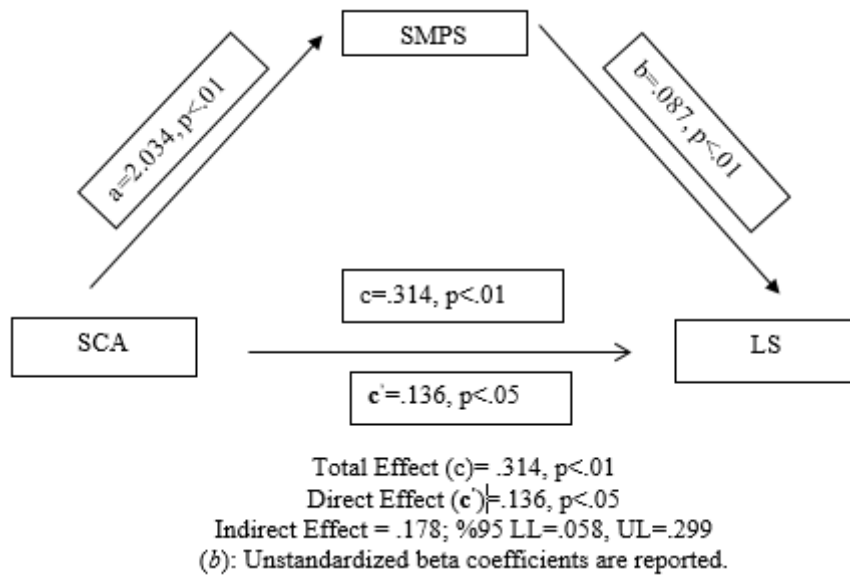 SMPS
a=2.034, p<.01
b=.087, p<.01
c=.314, p<.01
SCA
LS
c'=.136, p<.05
Total Effect (c)= .314, p<.01
Direct Effect (c')=.136, p<.05
Indirect Effect = .178; %95 LL=.058, UL=.299
(b): Unstandardized beta coefficients are reported.